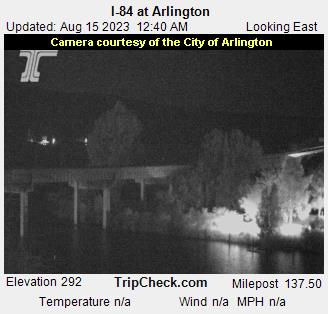 I-84 at Arlington
Updated: Aug 15 2023 12:40 AM Looking East
Camera courtesy of the City of Arlington
Elevation 292 TripCheck.com Milepost 137.50
Temperature n/a Wind n/a MPH n/a